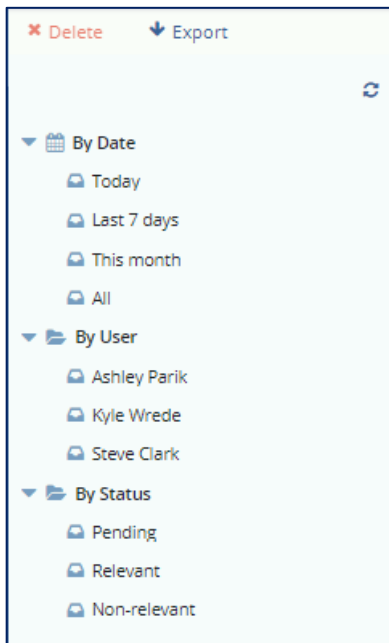 Delete Export
By Date
Today
Last 7 days
This month
All
By User
Ashley Parik
Kyle Wrede
Steve Clark
By Status
Pending
Relevant
Non-relevant